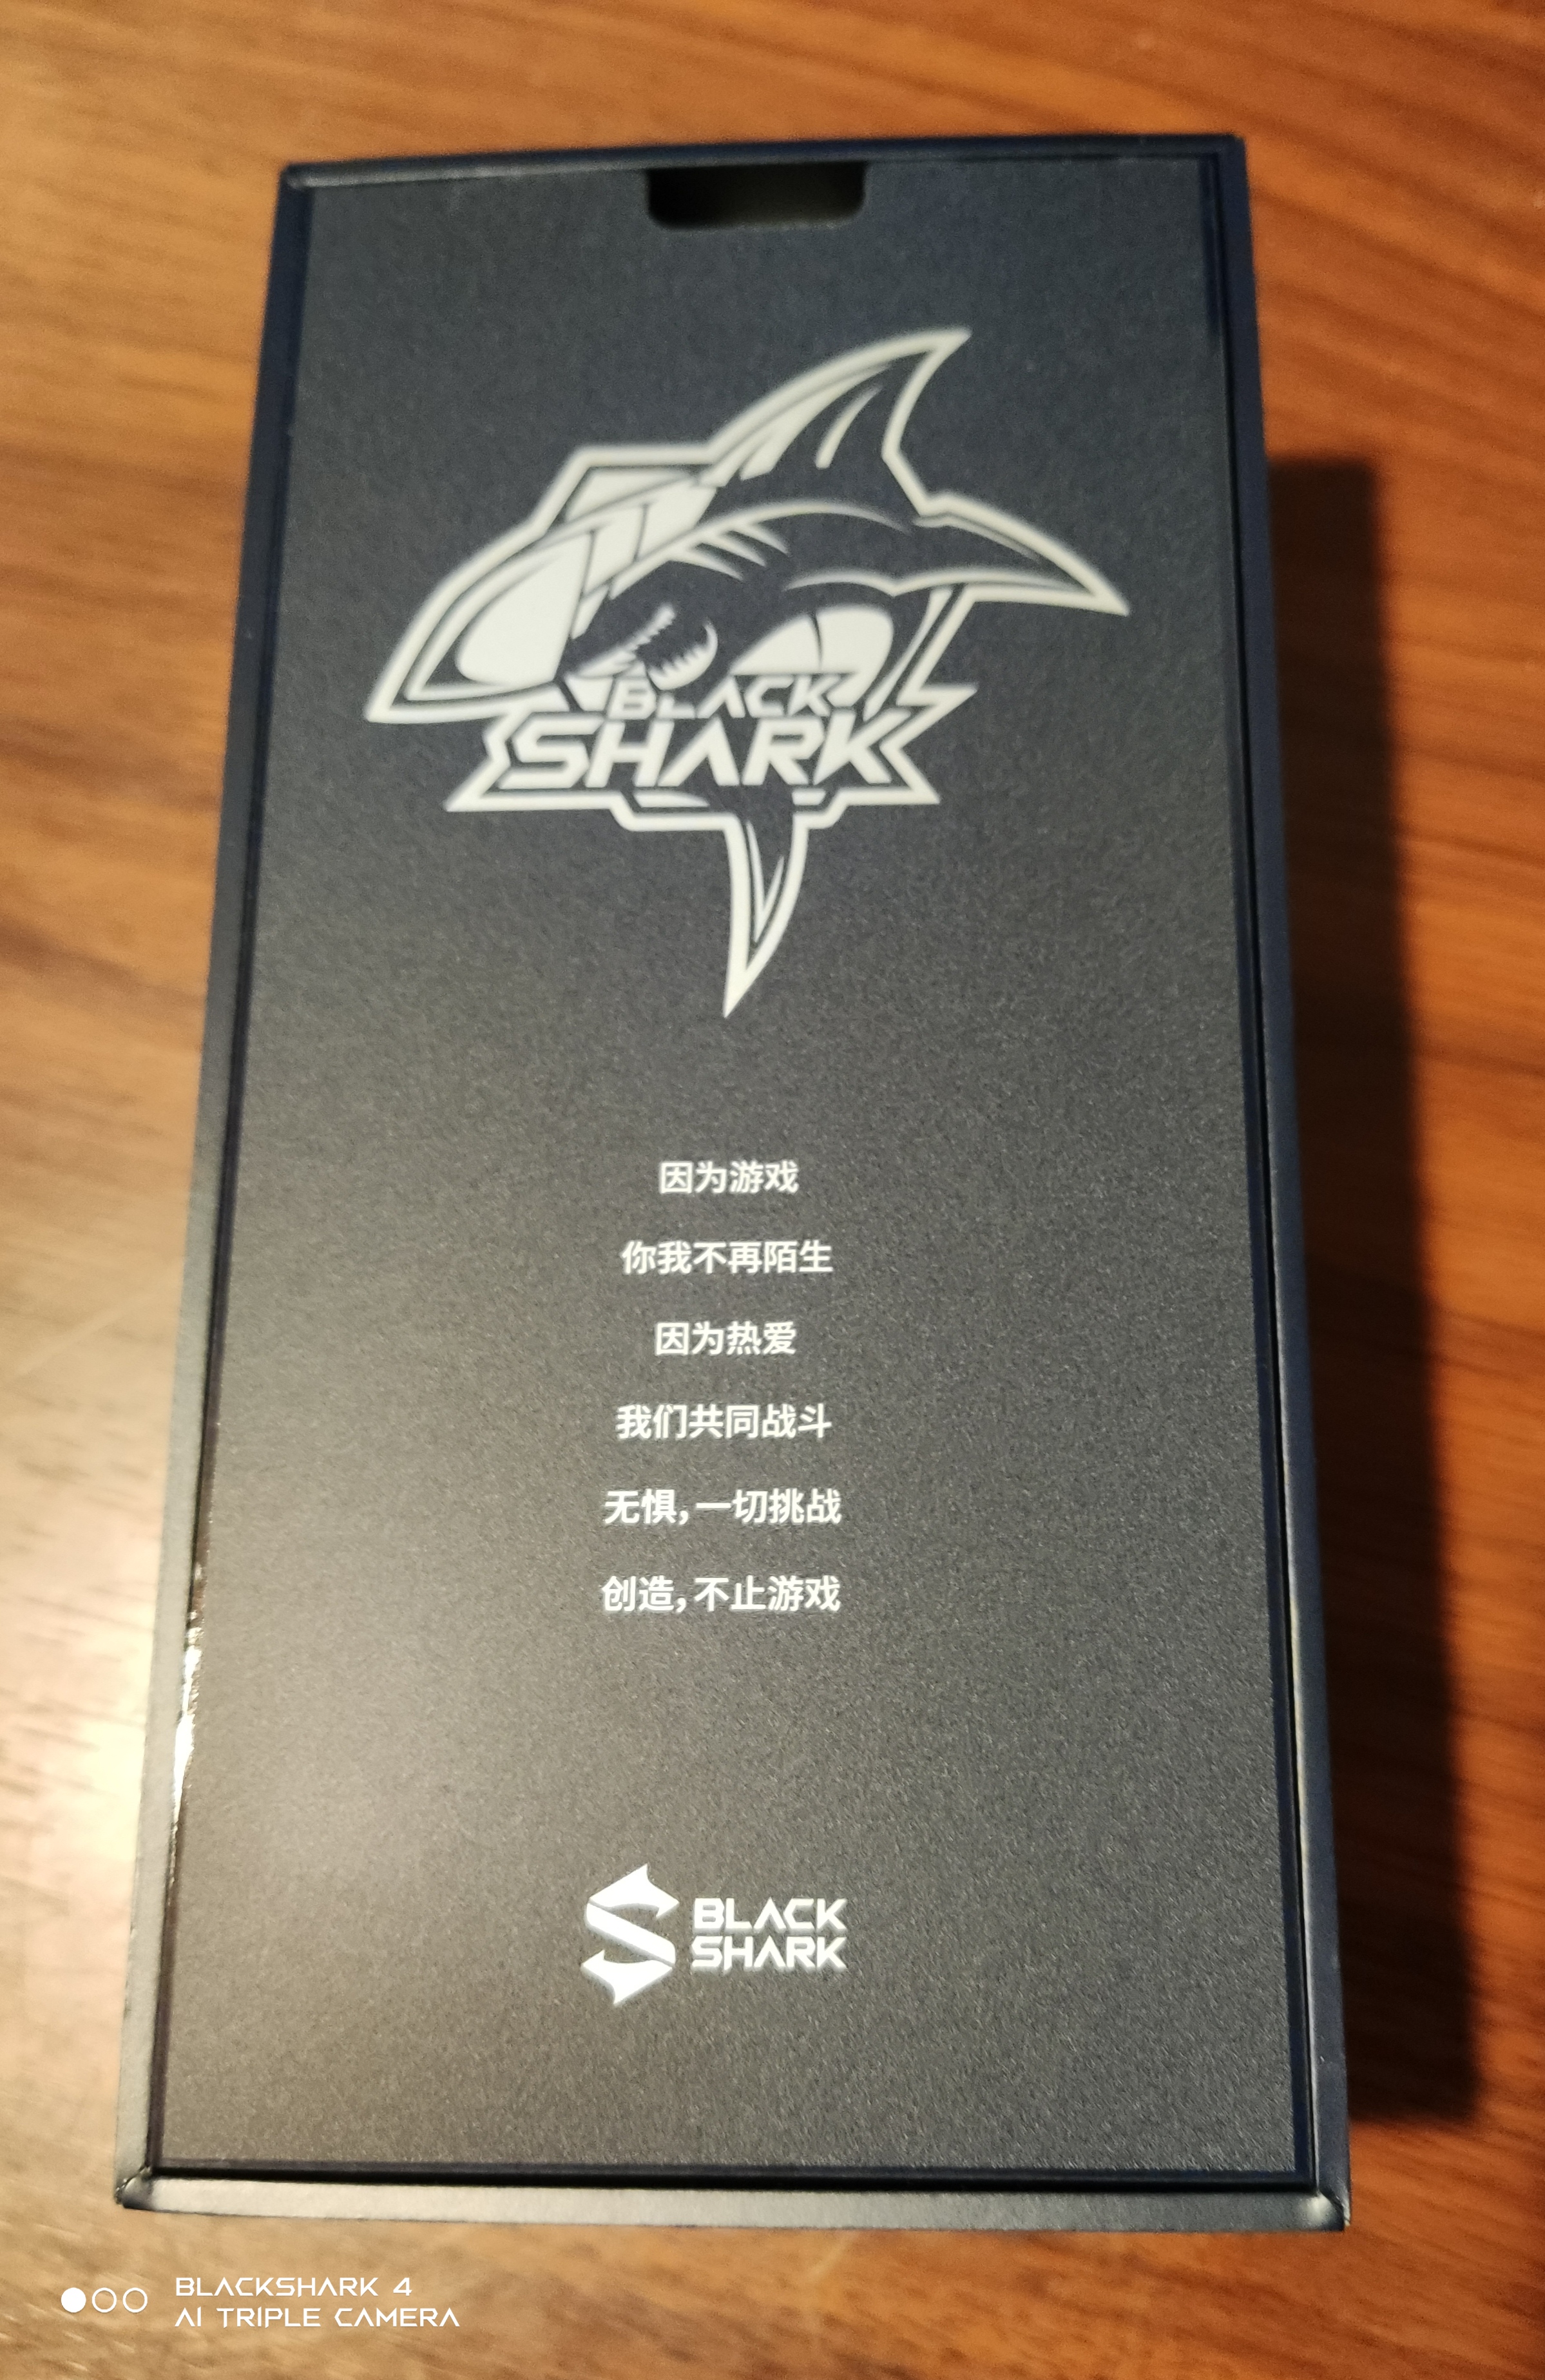 BLACK
SHARK
因为游戏
你我不再陌生
因为热爱
我们共同战斗
无惧，一切挑战
创造，不止游戏
BLACK
SHARK
BLACKSHARK 4
AI TRIPLE CAMERA